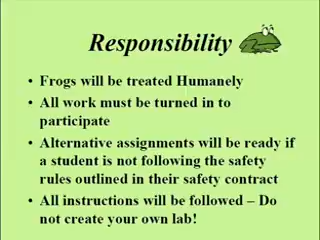 Responsibility
• Frogs will be treated Humanely
• All work must be turned in to
participate
• Alternative assignments will be ready if
a student is not following the safety
rules outlined in their safety contract
• All instructions will be followed – Do
not create your own lab!